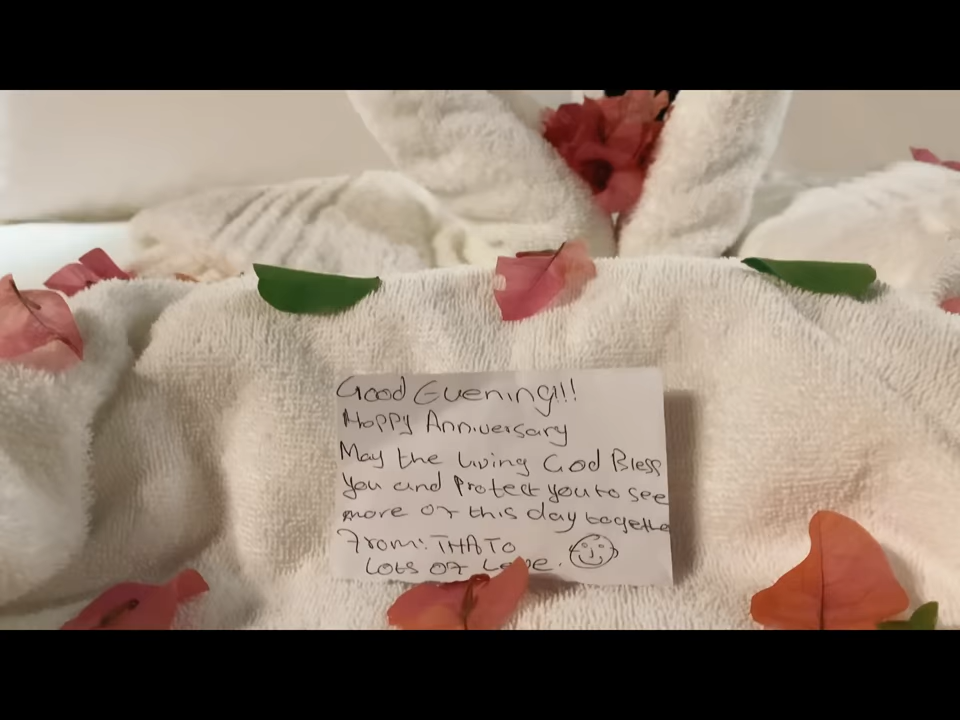 Good Evening!!!
Happy Anniversary
May the living God Bless
you and protect you to see
more of this day together
From: THATO
Lots of Love.